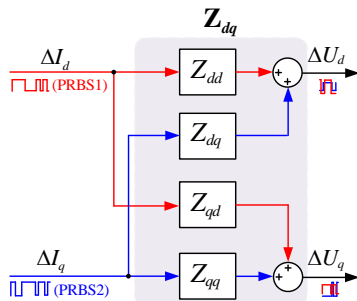 Z_dq
ΔI_d
(PRBS1)
Z_dd
+
+
ΔU_d
Z_dq
Z_qd
ΔI_q
(PRBS2)
Z_qq
+
+
ΔU_q